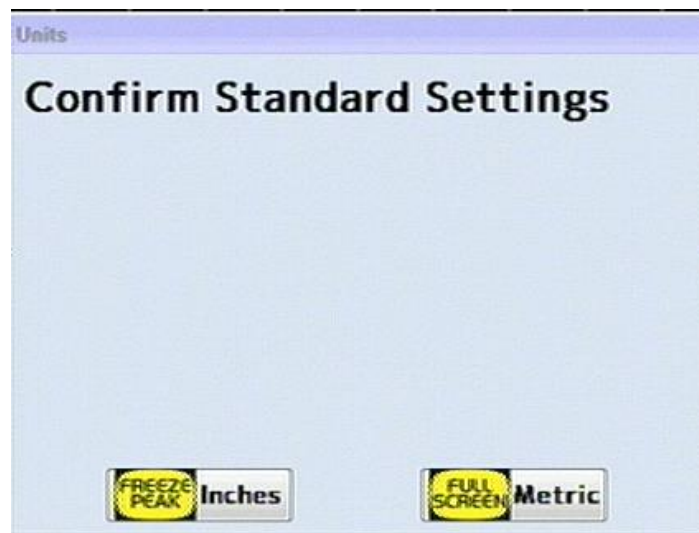 Units
Confirm Standard Settings
FREEZE
PEAK
Inches
FULL
SCREEN
Metric